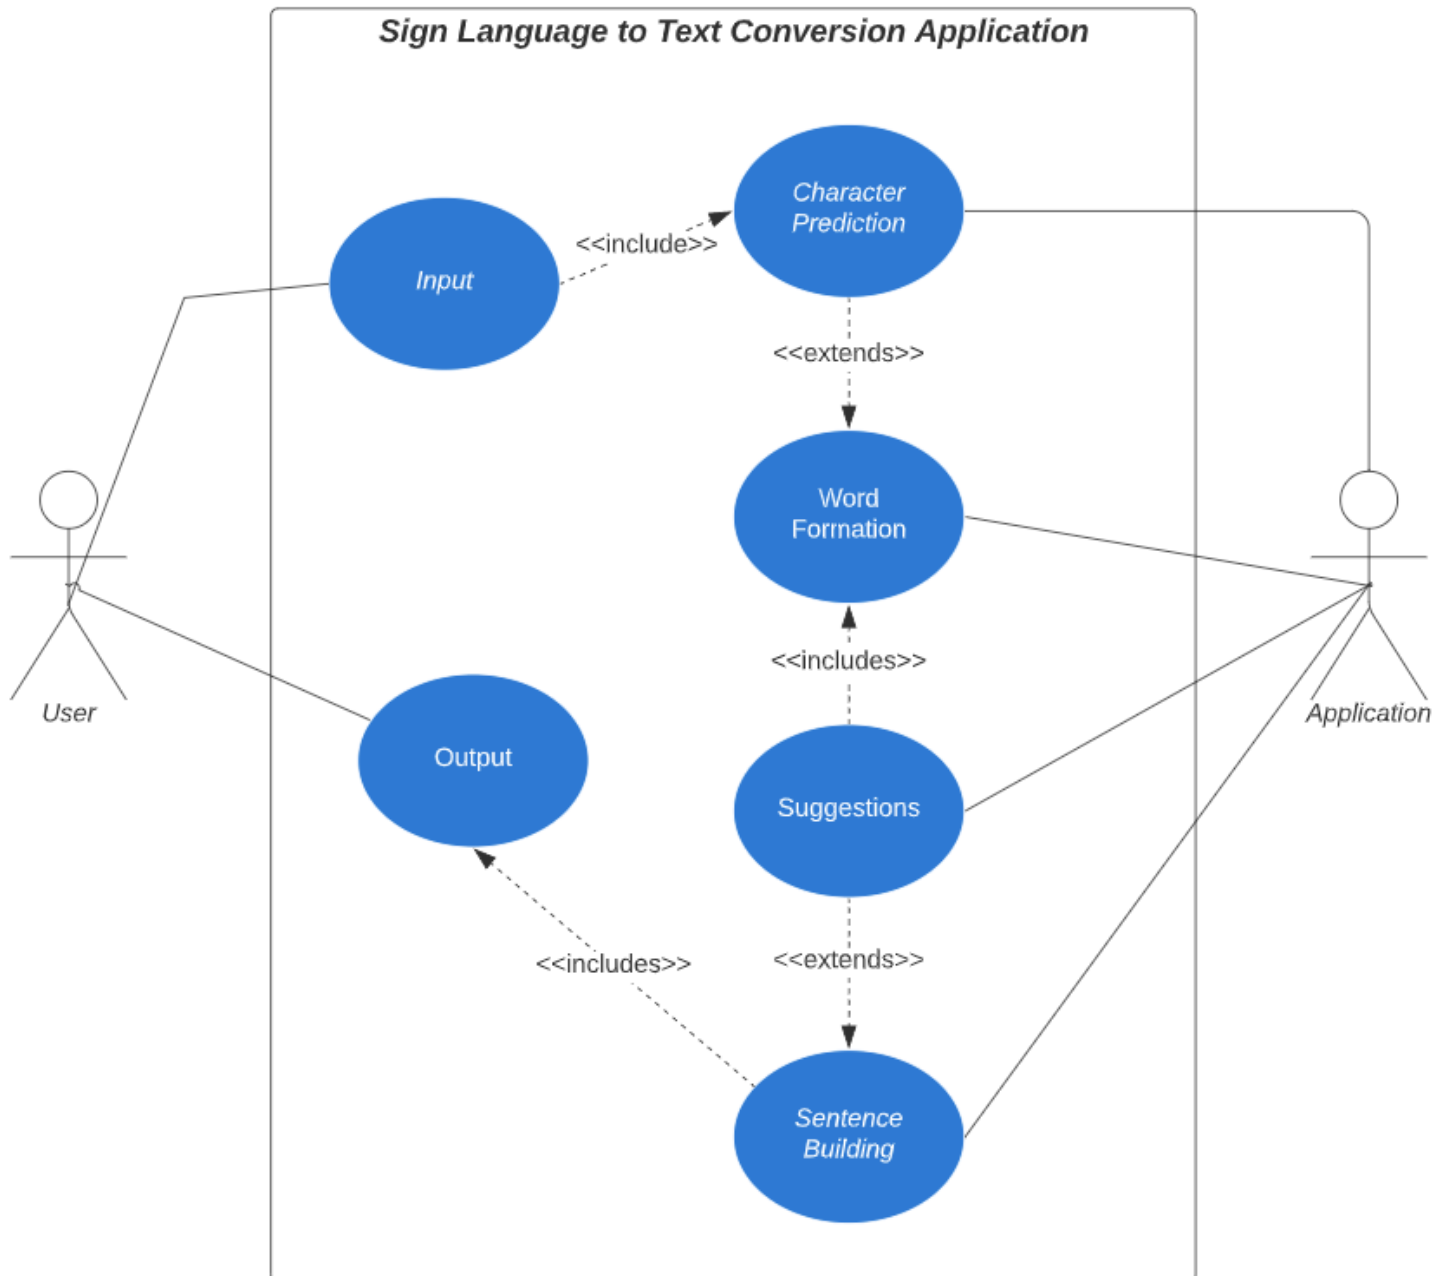 Sign Language to Text Conversion Application
Character
Prediction
<<include>>
Input
<<extends>>
Word
Formation
<<includes>>
User
Application
Output
Suggestions
<<includes>>
<<extends>>
Sentence
Building